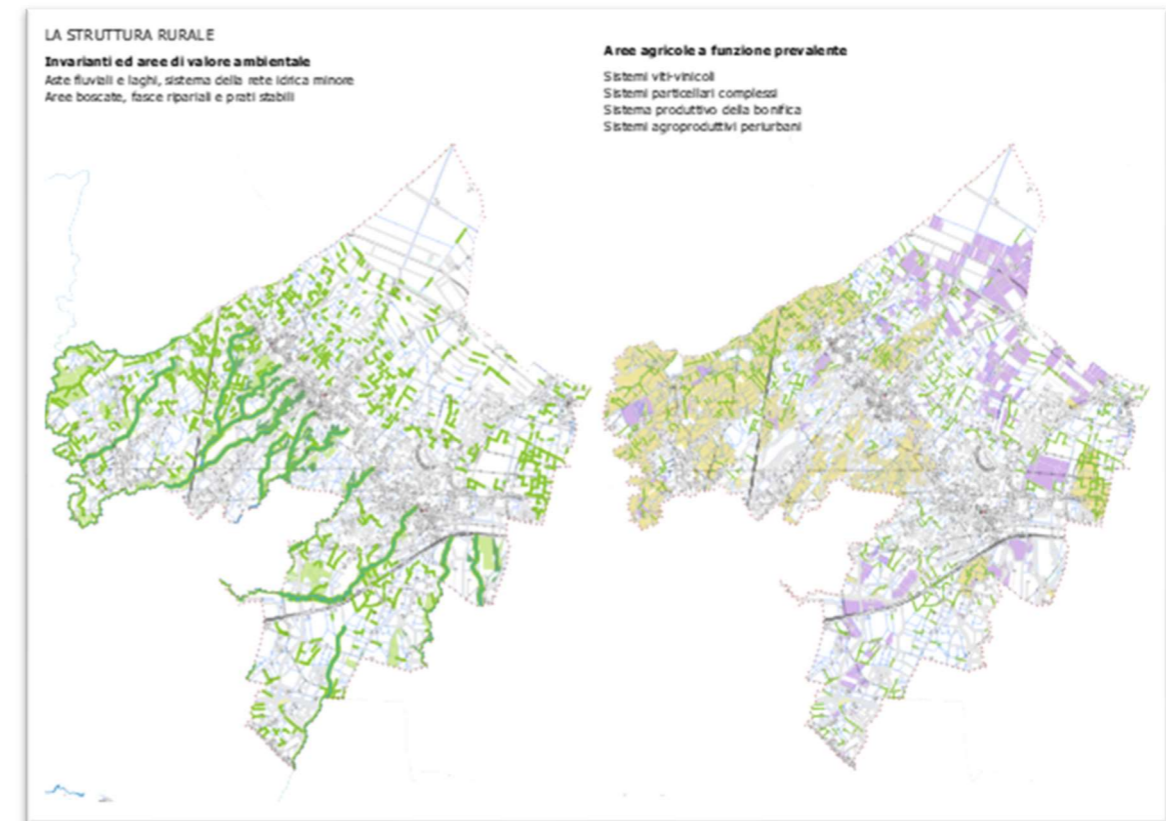 LA STRUTTURA RURALE
Invarianti ed aree di valore ambientale
Aste fluviali e laghi, sistema della rete idrica minore
Aree boscate, fasce ripariali e prati stabili
Aree agricole a funzione prevalente
Sistemi viti-vinicoli
Sistemi particellari complessi
Sistema produttivo della bonifica
Sistemi agroproduttivi periurbani